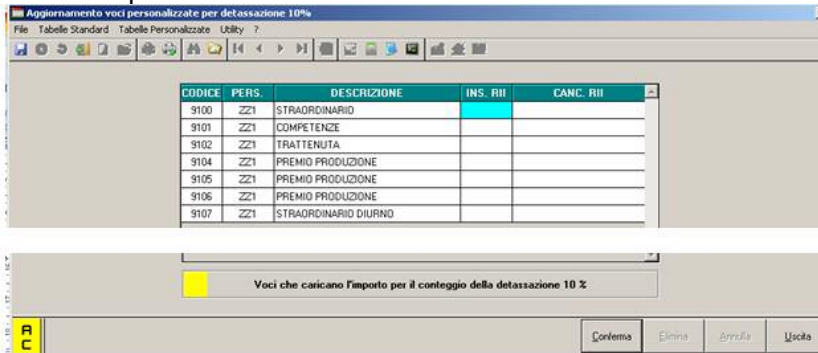 Aggiornamento voci personalizzate per detassazione 10%
File Tabelle Standard Tabelle Personalizzate Utility ?
CODICE PERS. DESCRIZIONE INS. RII CANC. RII
9100 ZZ1 STRAORDINARIO
9101 ZZ1 COMPETENZE
9102 ZZ1 TRATTENUTA
9104 ZZ1 PREMIO PRODUZIONE
9105 ZZ1 PREMIO PRODUZIONE
9106 ZZ1 PREMIO PRODUZIONE
9107 ZZ1 STRAORDINARIO DIURNO
Voci che caricano l'importo per il conteggio della detassazione 10 %
A
C
Conferma Elimina Annulla Uscita